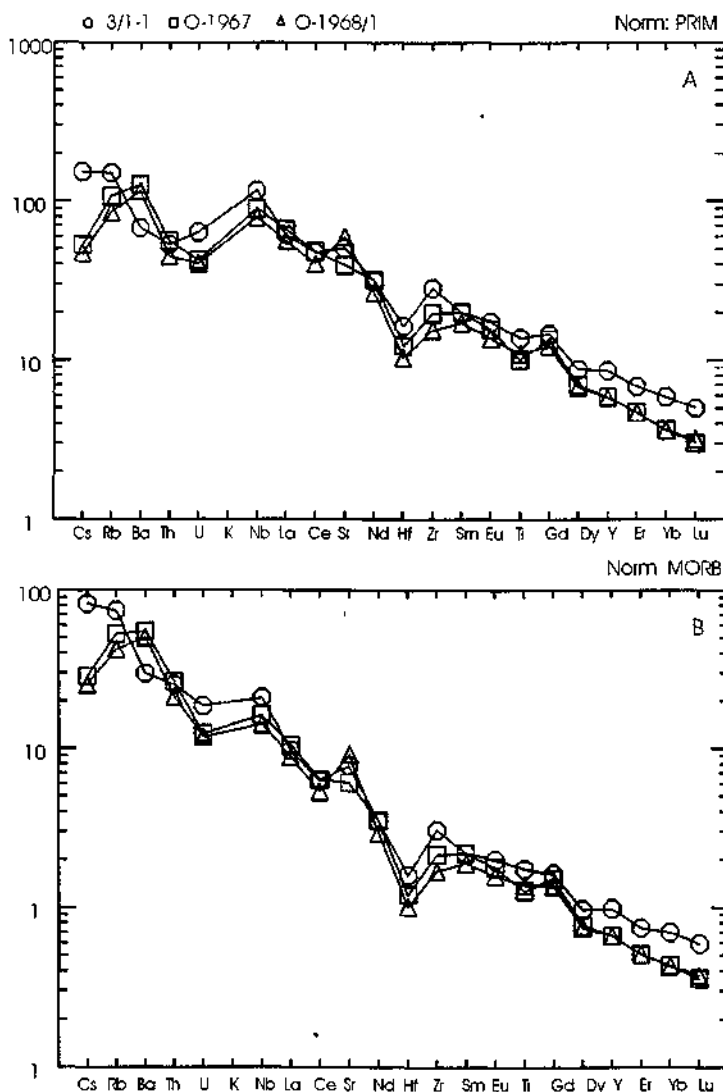 3/1-1 O-1967 O-1968/1 Norm: PRIM
1000
A
100
10
1
Cs Rb Ba Th U K Nb La Ce Sr Nd Hf Zr Sm Eu Ti Gd Dy Y Er Yb Lu
Norm MORB
100
B
10
1
1
Cs Rb Ba Th U K Nb La Ce Sr Nd Hf Zr Sm Eu Ti Gd Dy Y Er Yb Lu